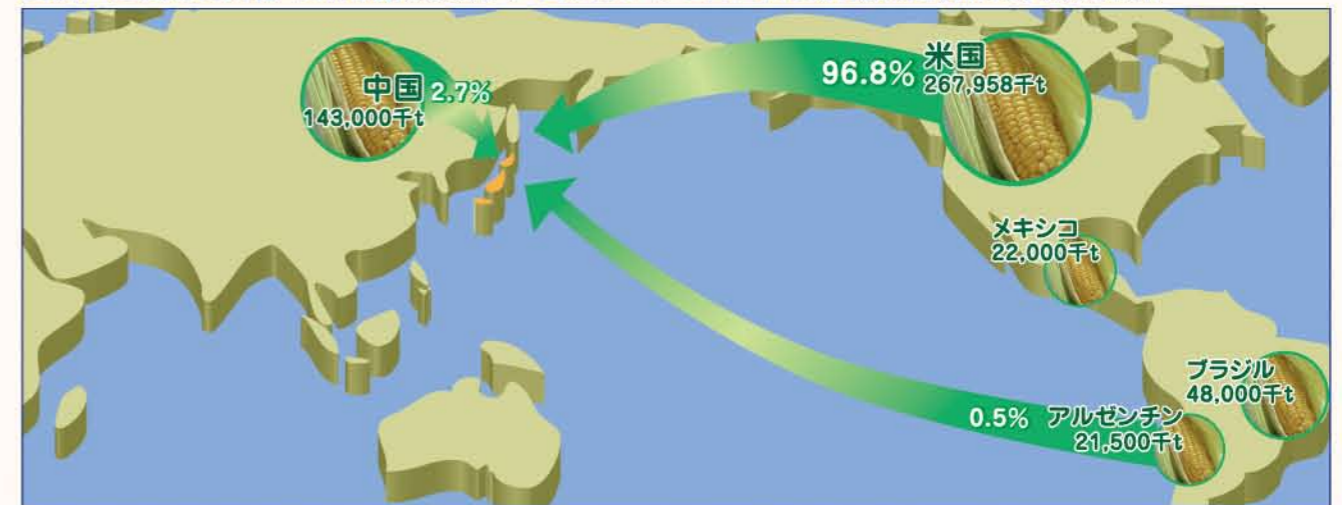 中国 2.7%
143,000千t
96.8% 米国
267,958千t
メキシコ
22,000千t
ブラジル
48,000千t
0.5% アルゼンチン
21,500千t